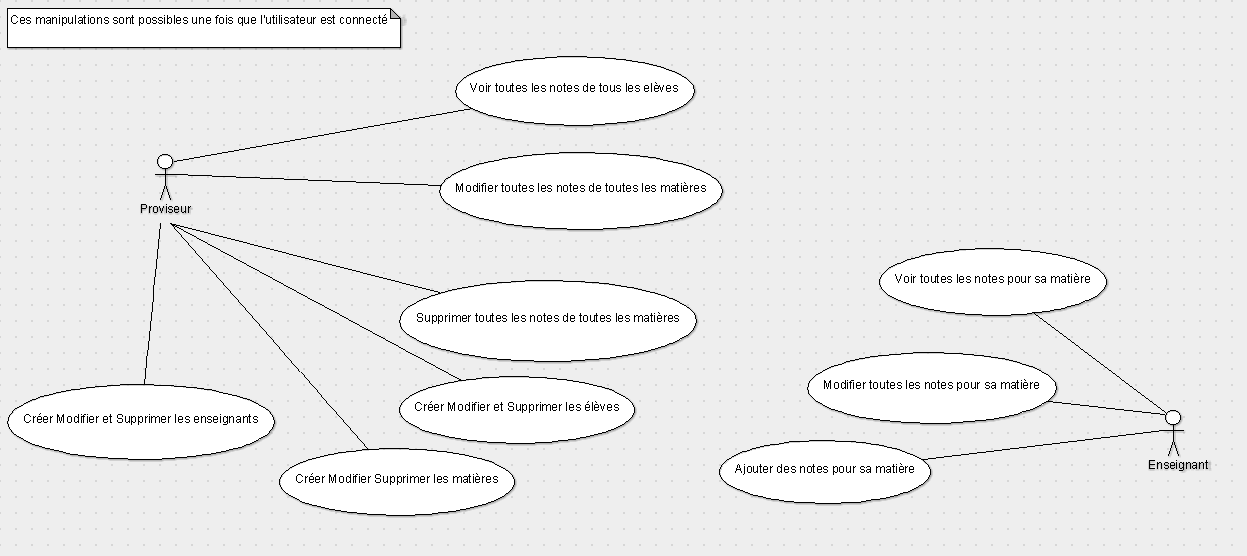 Ces manipulations sont possibles une fois que l'utilisateur est connecté
Voir toutes les notes de tous les elèves
Modifier toutes les notes de toutes les matières
Proviseur
Voir toutes les notes pour sa matière
Supprimer toutes les notes de toutes les matières
Modifier toutes les notes pour sa matière
Créer Modifier et Supprimer les élèves
Créer Modifier et Supprimer les enseignants
Enseignant
Ajouter des notes pour sa matière
Créer Modifier Supprimer les matières